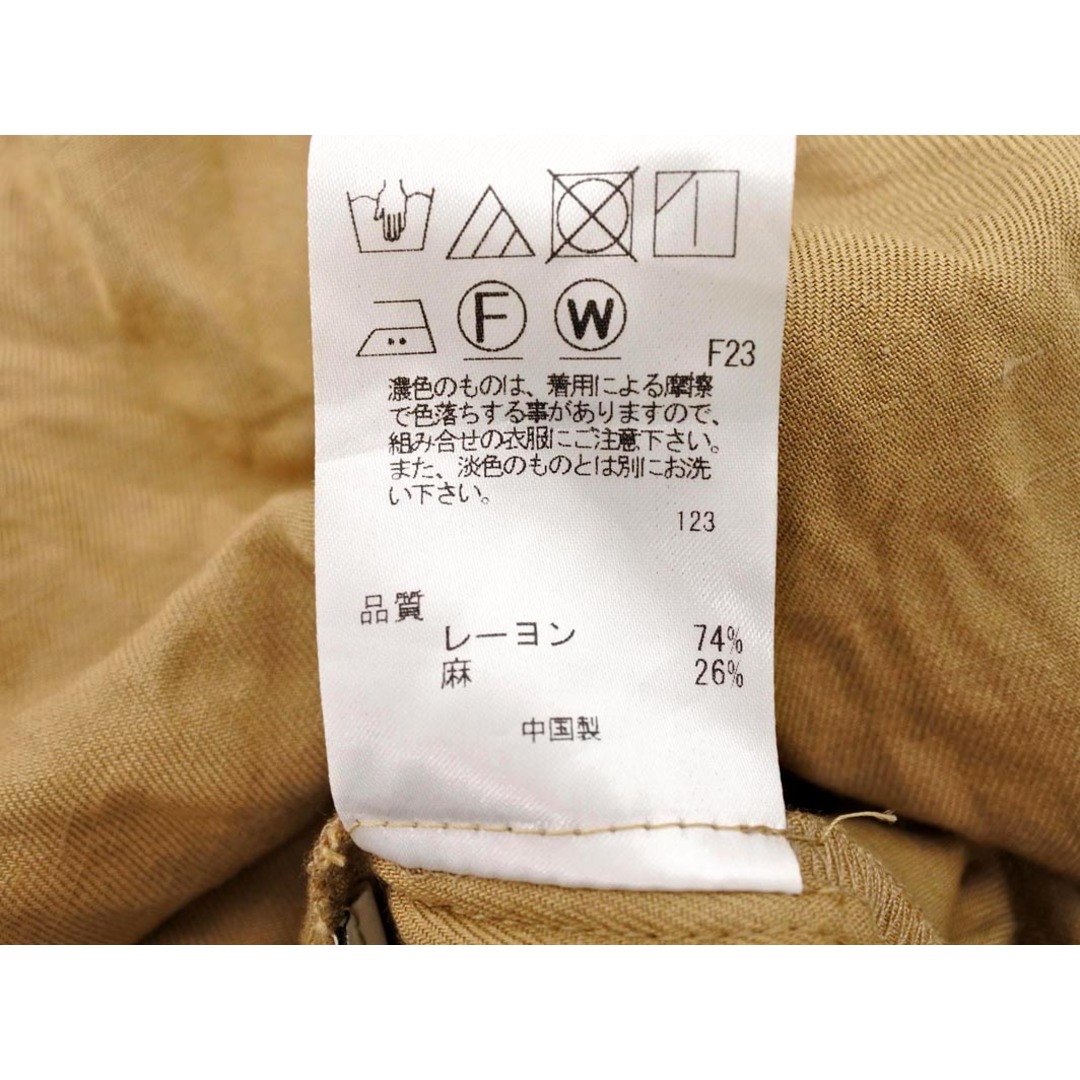 F W
F23
濃色のものは、着用による摩擦
で色落ちする事がありますので、
組み合せの衣服にご注意下さい。
また、淡色のものとは別にお洗
い下さい。
123
品質
レーヨン 74%
麻 26%
中国製